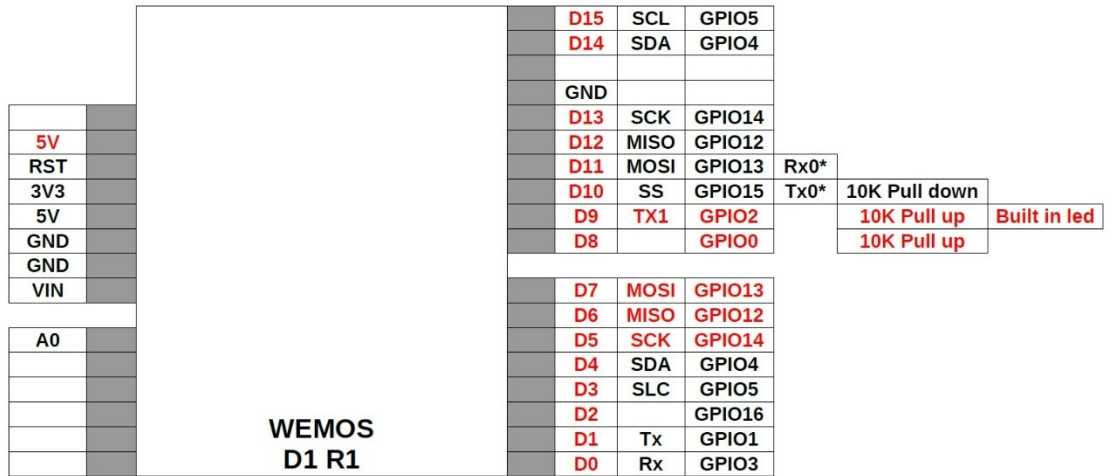 D15 SCL GPIO5
D14 SDA GPIO4
GND
D13 SCK GPIO14
5V D12 MISO GPIO12
RST D11 MOSI GPIO13 Rx0*
3V3 D10 SS GPIO15 Tx0* 10K Pull down
5V D9 TX1 GPIO2 10K Pull up Built in led
GND D8 GPIO0 10K Pull up
GND
VIN D7 MOSI GPIO13
D6 MISO GPIO12
A0 D5 SCK GPIO14
D4 SDA GPIO4
D3 SLC GPIO5
D2 GPIO16
WEMOS D1 Tx GPIO1
D1 R1 D0 Rx GPIO3